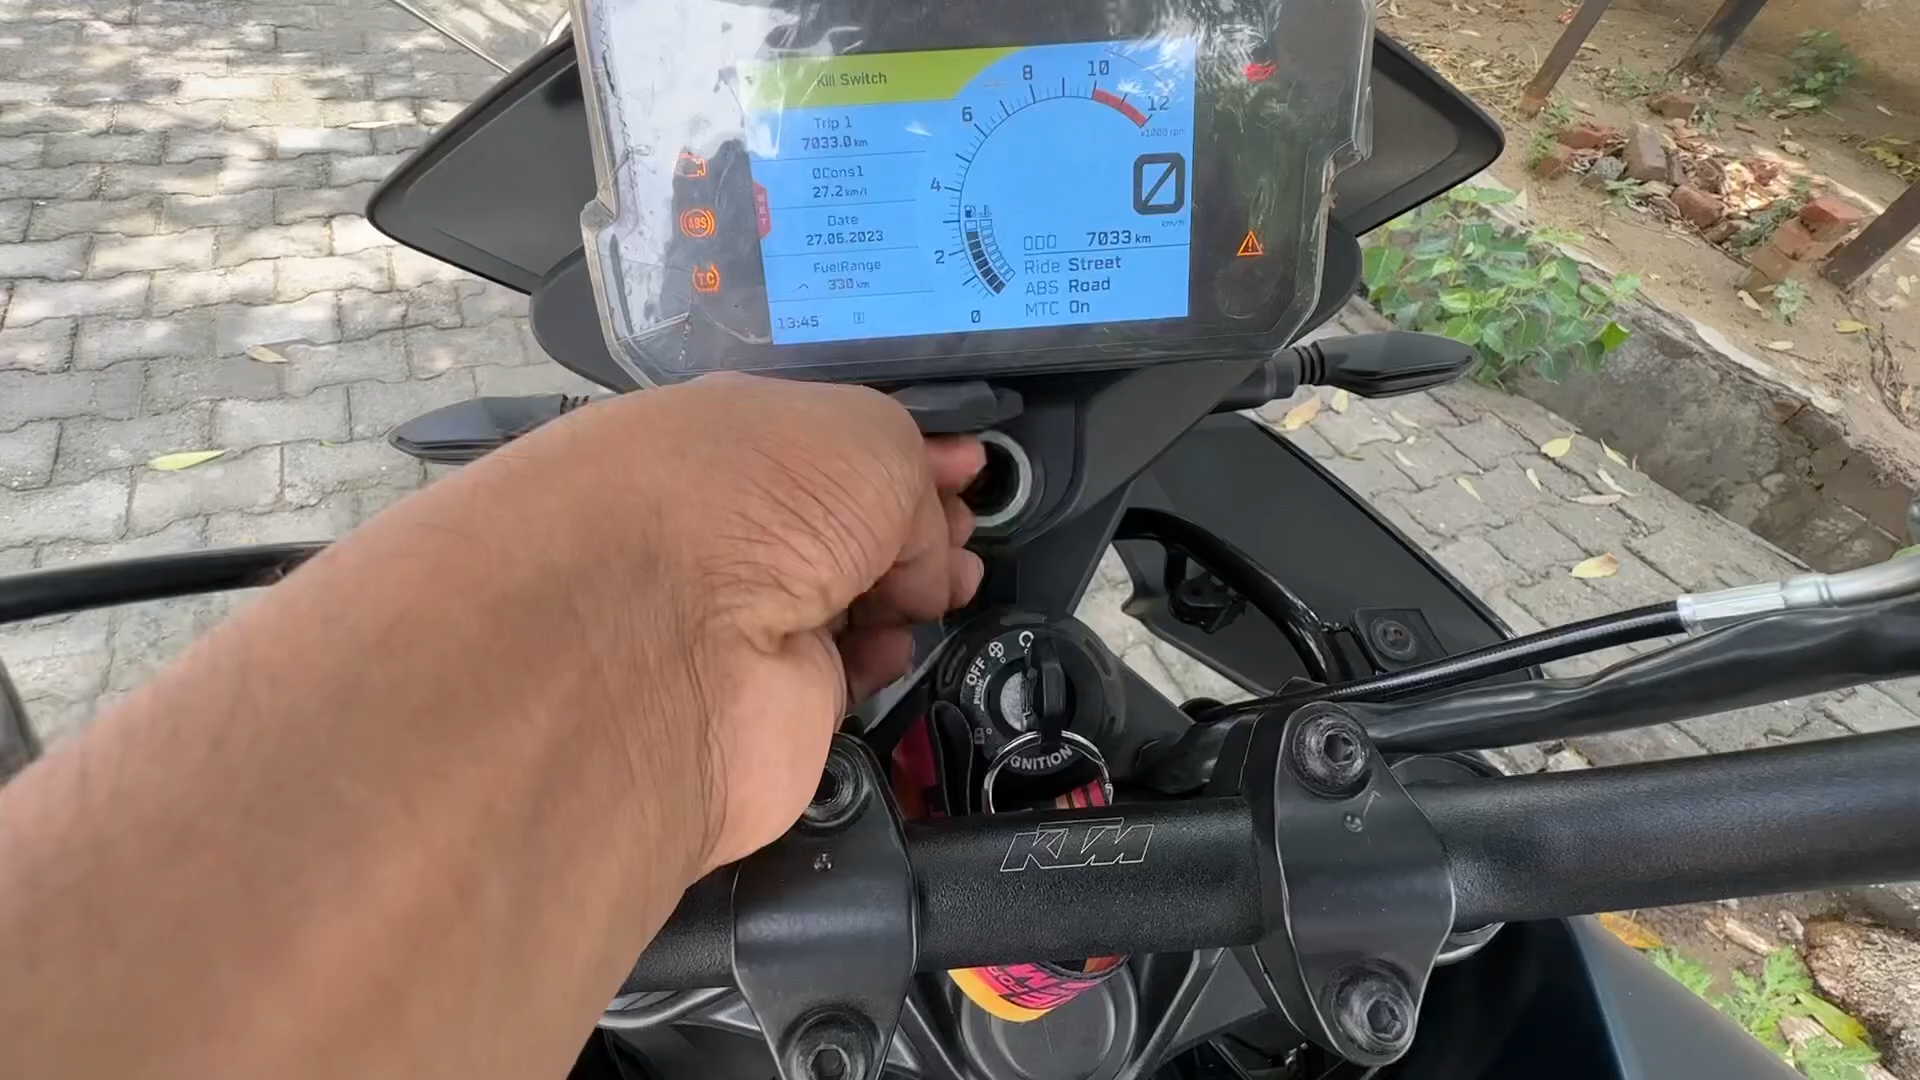 Kill Switch
Trip 1
7033.0 km
ØCons1
27.2 km/l
Date
27.06.2023
FuelRange
330 km
13:45
0
2
4
6
8
10
12
x1000 rpm
0
km/h
ODO 7033 km
Ride Street
ABS Road
MTC On
ABS
TC
OFF
PUSH
IGNITION
KTM